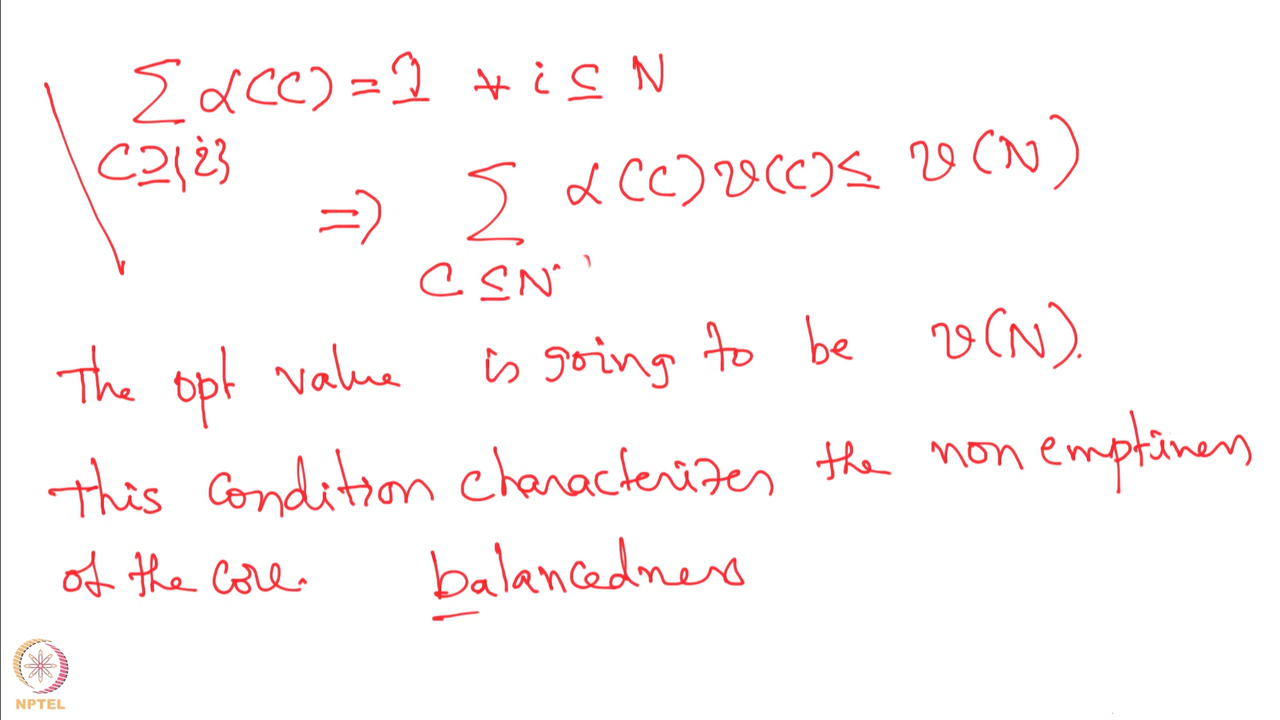 ∑ α(C) = 1 ∀ i ⊆ N
C⊇{i}
=> ∑ α(C) v(C) ≤ v(N)
C ⊆ N
The opt value is going to be v(N).
This condition characterizes the non emptiness
of the core. balancedness
NPTEL